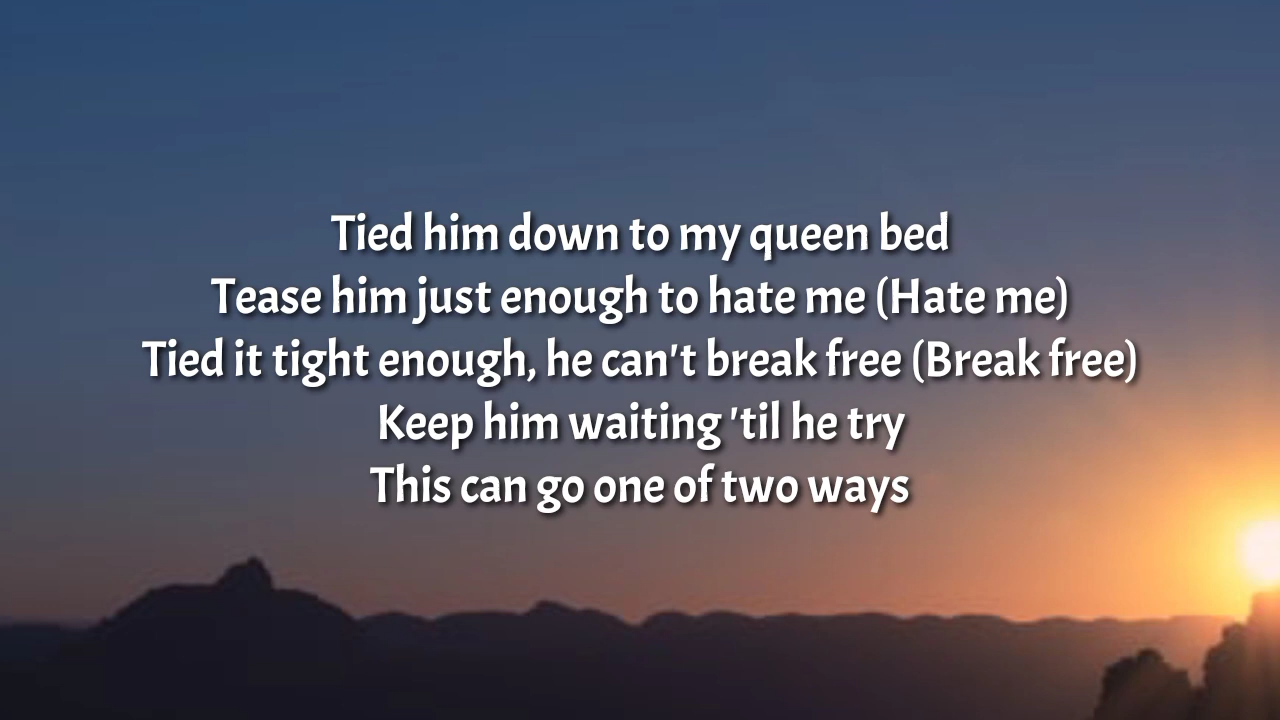 Tied him down to my queen bed
Tease him just enough to hate me (Hate me)
Tied it tight enough, he can't break free (Break free)
Keep him waiting 'til he try
This can go one of two ways